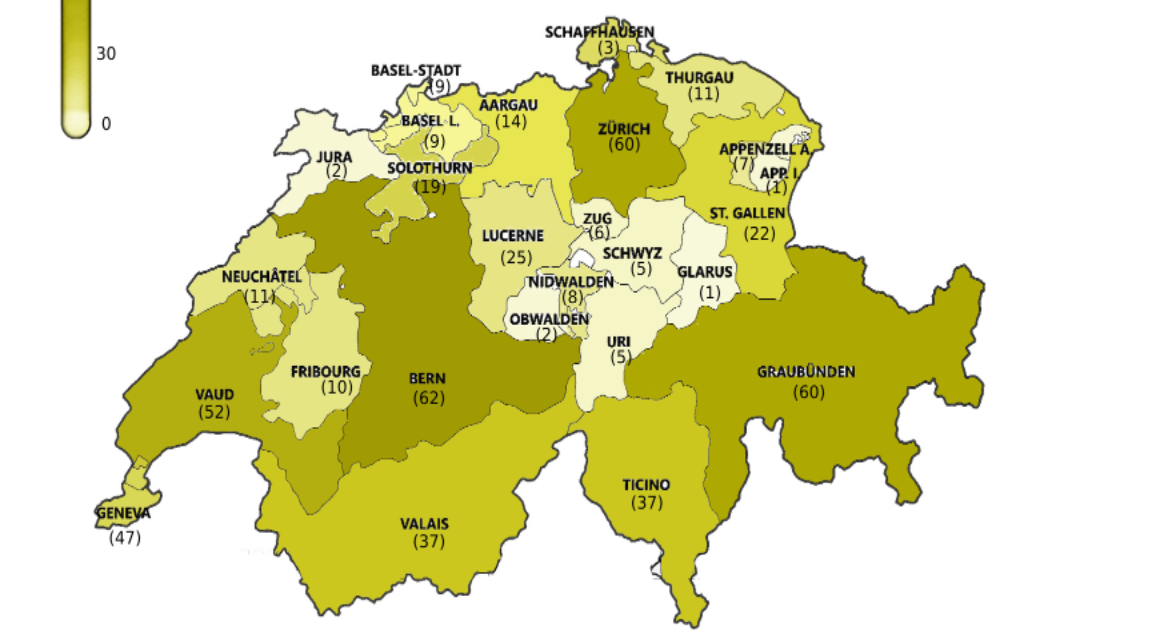 30
0
SCHAFFHAUSEN
(3)
BASEL-STADT
(9)
THURGAU
(11)
AARGAU
(14)
BASEL L.
(9)
ZÜRICH
(60)
JURA
(2)
SOLOTHURN
(19)
APPENZELL A.
(7)
APP. I.
(1)
ST. GALLEN
(22)
ZUG
(6)
LUCERNE
(25)
SCHWYZ
(5)
GLARUS
(1)
NEUCHÂTEL
(11)
NIDWALDEN
(8)
OBWALDEN
(2)
URI
(5)
FRIBOURG
(10)
BERN
(62)
GRAUBÜNDEN
(60)
VAUD
(52)
TICINO
(37)
GENEVA
(47)
VALAIS
(37)